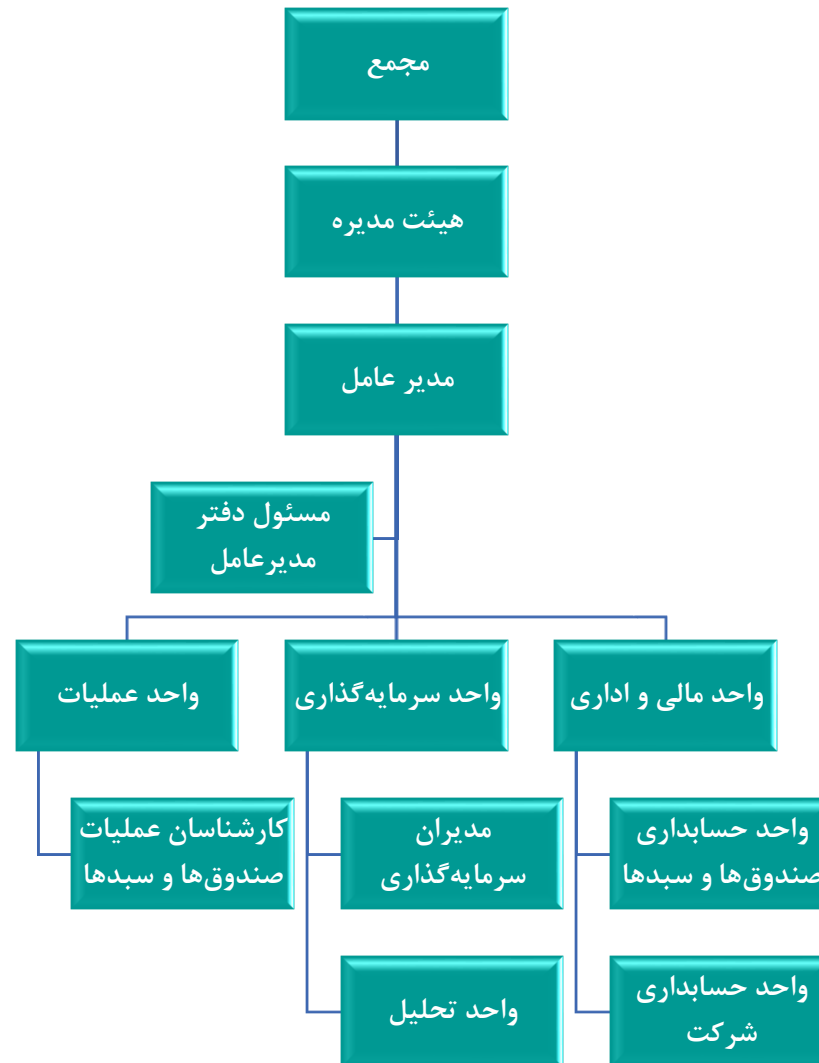 مجمع
هیئت مدیره
مدیر عامل
مسئول دفتر
مدیرعامل
واحد مالی و اداری
واحد سرمایه‌گذاری
واحد عملیات
واحد حسابداری
صندوق‌ها و سبدها
مدیران
سرمایه‌گذاری
کارشناسان عملیات
صندوق‌ها و سبدها
واحد حسابداری
شرکت
واحد تحلیل